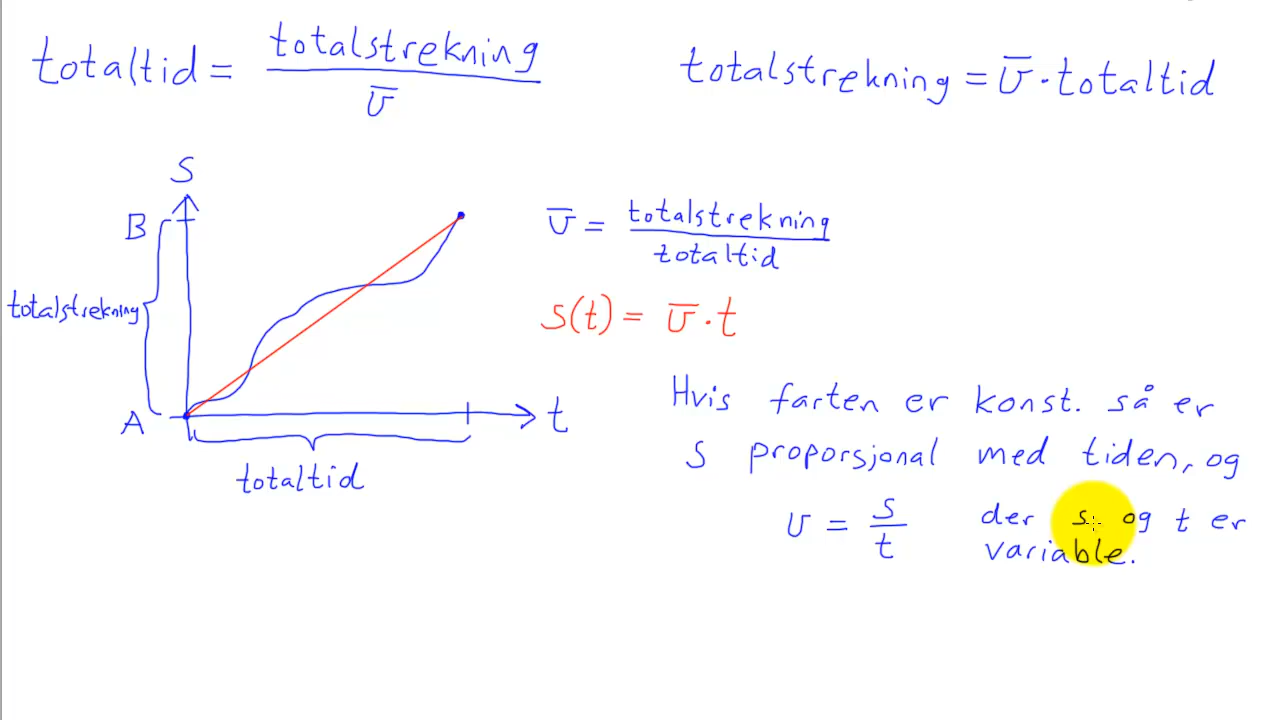 totaltid = totalstrekning / v̅
totalstrekning = v̅ · totaltid
S
B
totalstrekning
A
t
totaltid
v̅ = totalstrekning / totaltid
s(t) = v̅ · t
Hvis farten er konst. så er
s proporsjonal med tiden, og
v = s / t
der s og t er
variable.